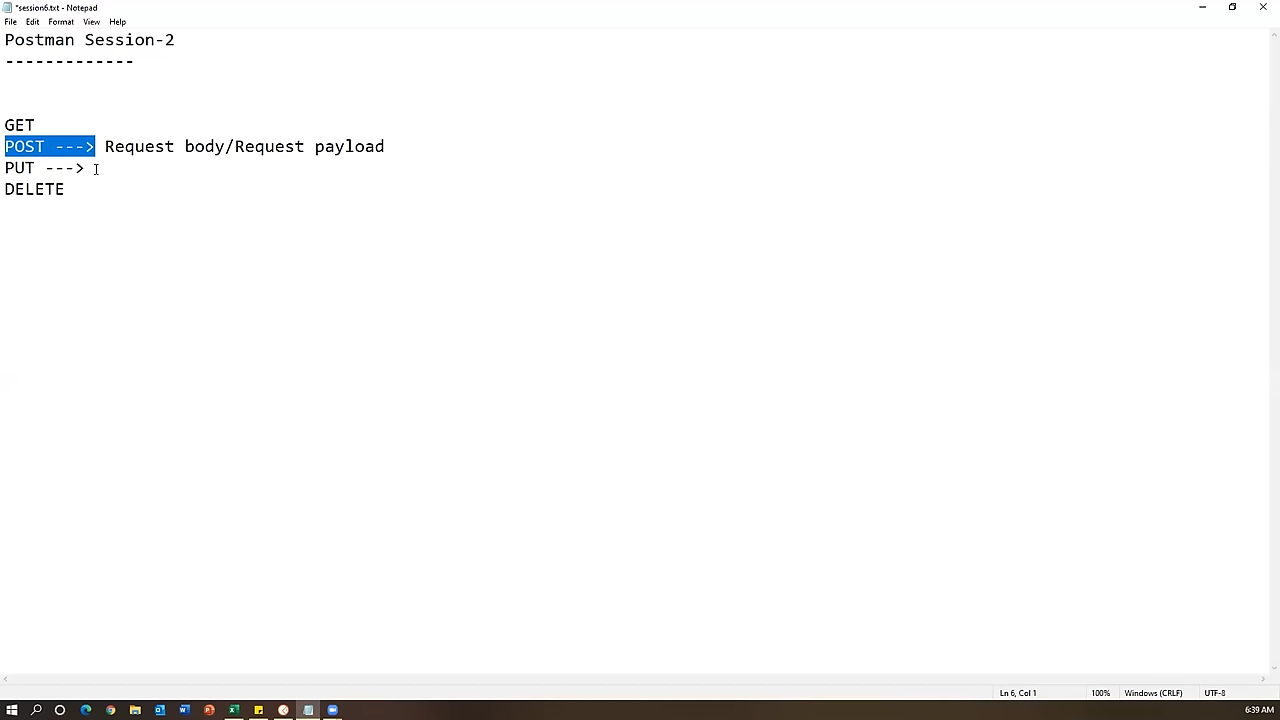 *session6.txt - Notepad
File Edit Format View Help
Postman Session-2
-------------
GET
POST ---> Request body/Request payload
PUT --->
DELETE
Ln 6, Col 1 100% Windows (CRLF) UTF-8
6:39 AM